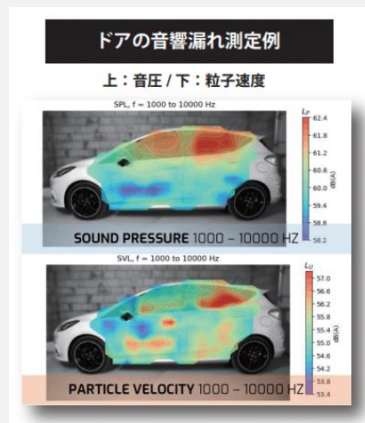 ドアの音響漏れ測定例
上：音圧 / 下：粒子速度
SPL, f = 1000 to 10000 Hz
Lₚ
62.4
61.8
61.2
60.6
60.0
59.4
58.8
58.2
dB(A)
SOUND PRESSURE 1000 – 10000 HZ
SVL, f = 1000 to 10000 Hz
Lᵤ
57.0
56.6
56.2
55.8
55.4
55.0
54.6
54.2
53.8
53.4
dB(A)
PARTICLE VELOCITY 1000 – 10000 HZ